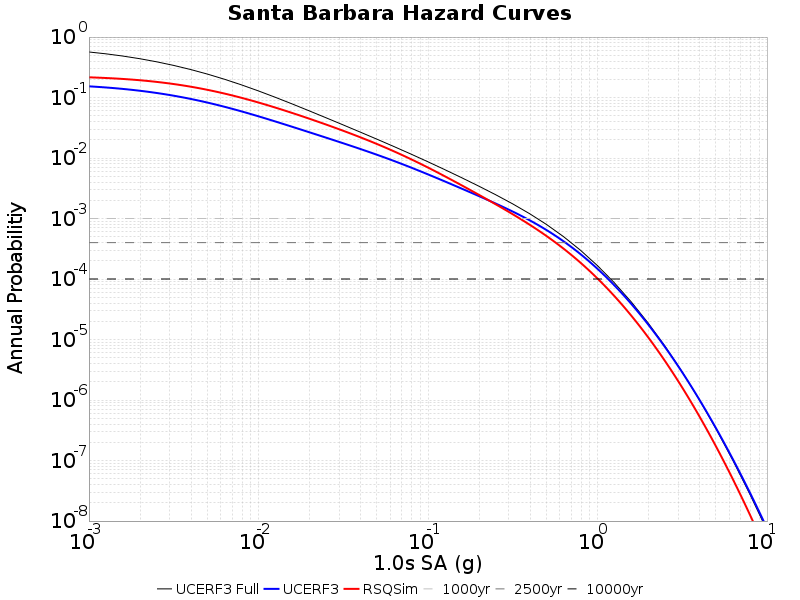 Santa Barbara Hazard Curves
Annual Probabilitiy
10^0
10^-1
10^-2
10^-3
10^-4
10^-5
10^-6
10^-7
10^-8
10^-3 10^-2 10^-1 10^0 10^1
1.0s SA (g)
UCERF3 Full UCERF3 RSQSim 1000yr 2500yr 10000yr